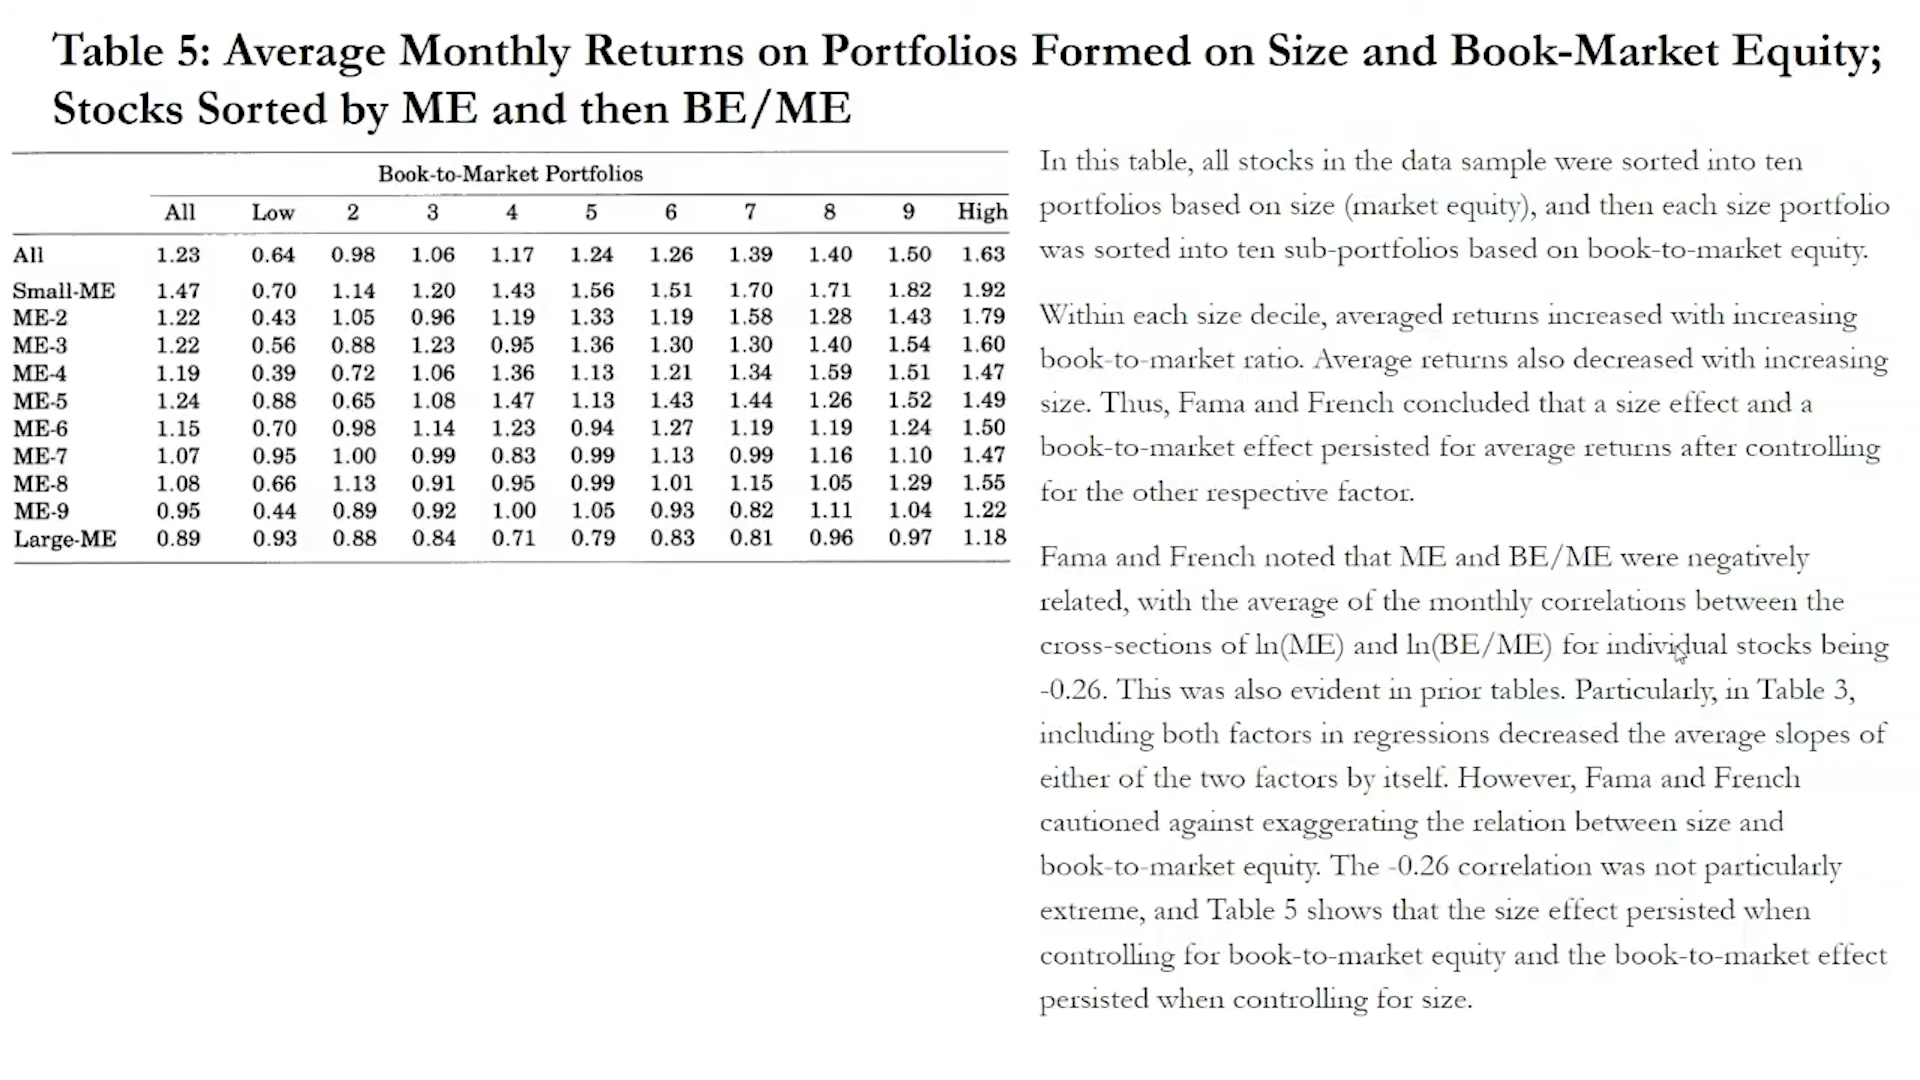 Table 5: Average Monthly Returns on Portfolios Formed on Size and Book-Market Equity;
Stocks Sorted by ME and then BE/ME
Book-to-Market Portfolios
All Low 2 3 4 5 6 7 8 9 High
All 1.23 0.64 0.98 1.06 1.17 1.24 1.26 1.39 1.40 1.50 1.63
Small-ME 1.47 0.70 1.14 1.20 1.43 1.56 1.51 1.70 1.71 1.82 1.92
ME-2 1.22 0.43 1.05 0.96 1.19 1.33 1.19 1.58 1.28 1.43 1.79
ME-3 1.22 0.56 0.88 1.23 0.95 1.36 1.30 1.30 1.40 1.54 1.60
ME-4 1.19 0.39 0.72 1.06 1.36 1.13 1.21 1.34 1.59 1.51 1.47
ME-5 1.24 0.88 0.65 1.08 1.47 1.13 1.43 1.44 1.26 1.52 1.49
ME-6 1.15 0.70 0.98 1.14 1.23 0.94 1.27 1.19 1.19 1.24 1.50
ME-7 1.07 0.95 1.00 0.99 0.83 0.99 1.13 0.99 1.16 1.10 1.47
ME-8 1.08 0.66 1.13 0.91 0.95 0.99 1.01 1.15 1.05 1.29 1.55
ME-9 0.95 0.44 0.89 0.92 1.00 1.05 0.93 0.82 1.11 1.04 1.22
Large-ME 0.89 0.93 0.88 0.84 0.71 0.79 0.83 0.81 0.96 0.97 1.18
In this table, all stocks in the data sample were sorted into ten
portfolios based on size (market equity), and then each size portfolio
was sorted into ten sub-portfolios based on book-to-market equity.
Within each size decile, averaged returns increased with increasing
book-to-market ratio. Average returns also decreased with increasing
size. Thus, Fama and French concluded that a size effect and a
book-to-market effect persisted for average returns after controlling
for the other respective factor.
Fama and French noted that ME and BE/ME were negatively
related, with the average of the monthly correlations between the
cross-sections of ln(ME) and ln(BE/ME) for individual stocks being
-0.26. This was also evident in prior tables. Particularly, in Table 3,
including both factors in regressions decreased the average slopes of
either of the two factors by itself. However, Fama and French
cautioned against exaggerating the relation between size and
book-to-market equity. The -0.26 correlation was not particularly
extreme, and Table 5 shows that the size effect persisted when
controlling for book-to-market equity and the book-to-market effect
persisted when controlling for size.